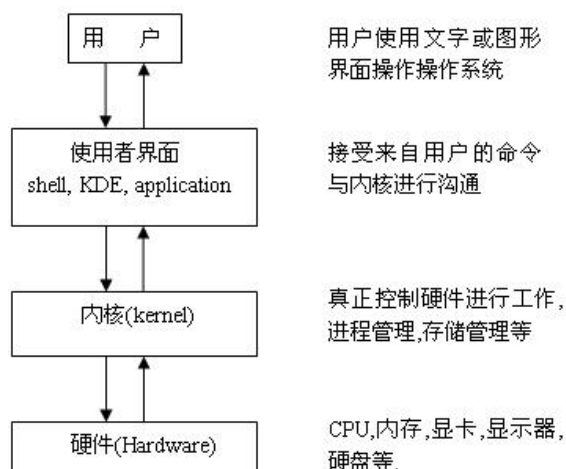 用 户
用户使用文字或图形
界面操作操作系统
使用者界面
shell, KDE, application
接受来自用户的命令
与内核进行沟通
内核(kernel)
真正控制硬件进行工作,
进程管理,存储管理等
硬件(Hardware)
CPU,内存,显卡,显示器,
硬盘等.